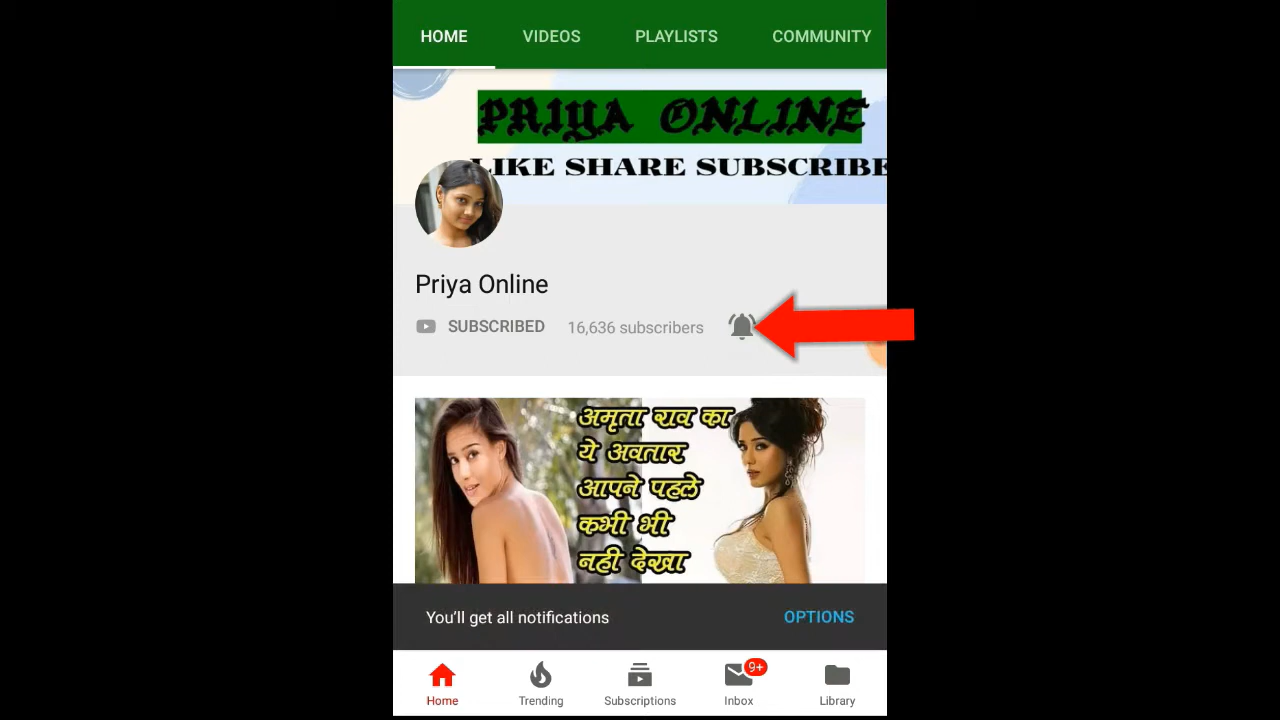 HOME VIDEOS PLAYLISTS COMMUNITY
PRIYA ONLINE
LIKE SHARE SUBSCRIBE
Priya Online
SUBSCRIBED 16,636 subscribers
अमृता राव का
ये अवतार
आपने पहले
कभी भी
नही देखा
You'll get all notifications OPTIONS
9+
Home Trending Subscriptions Inbox Library